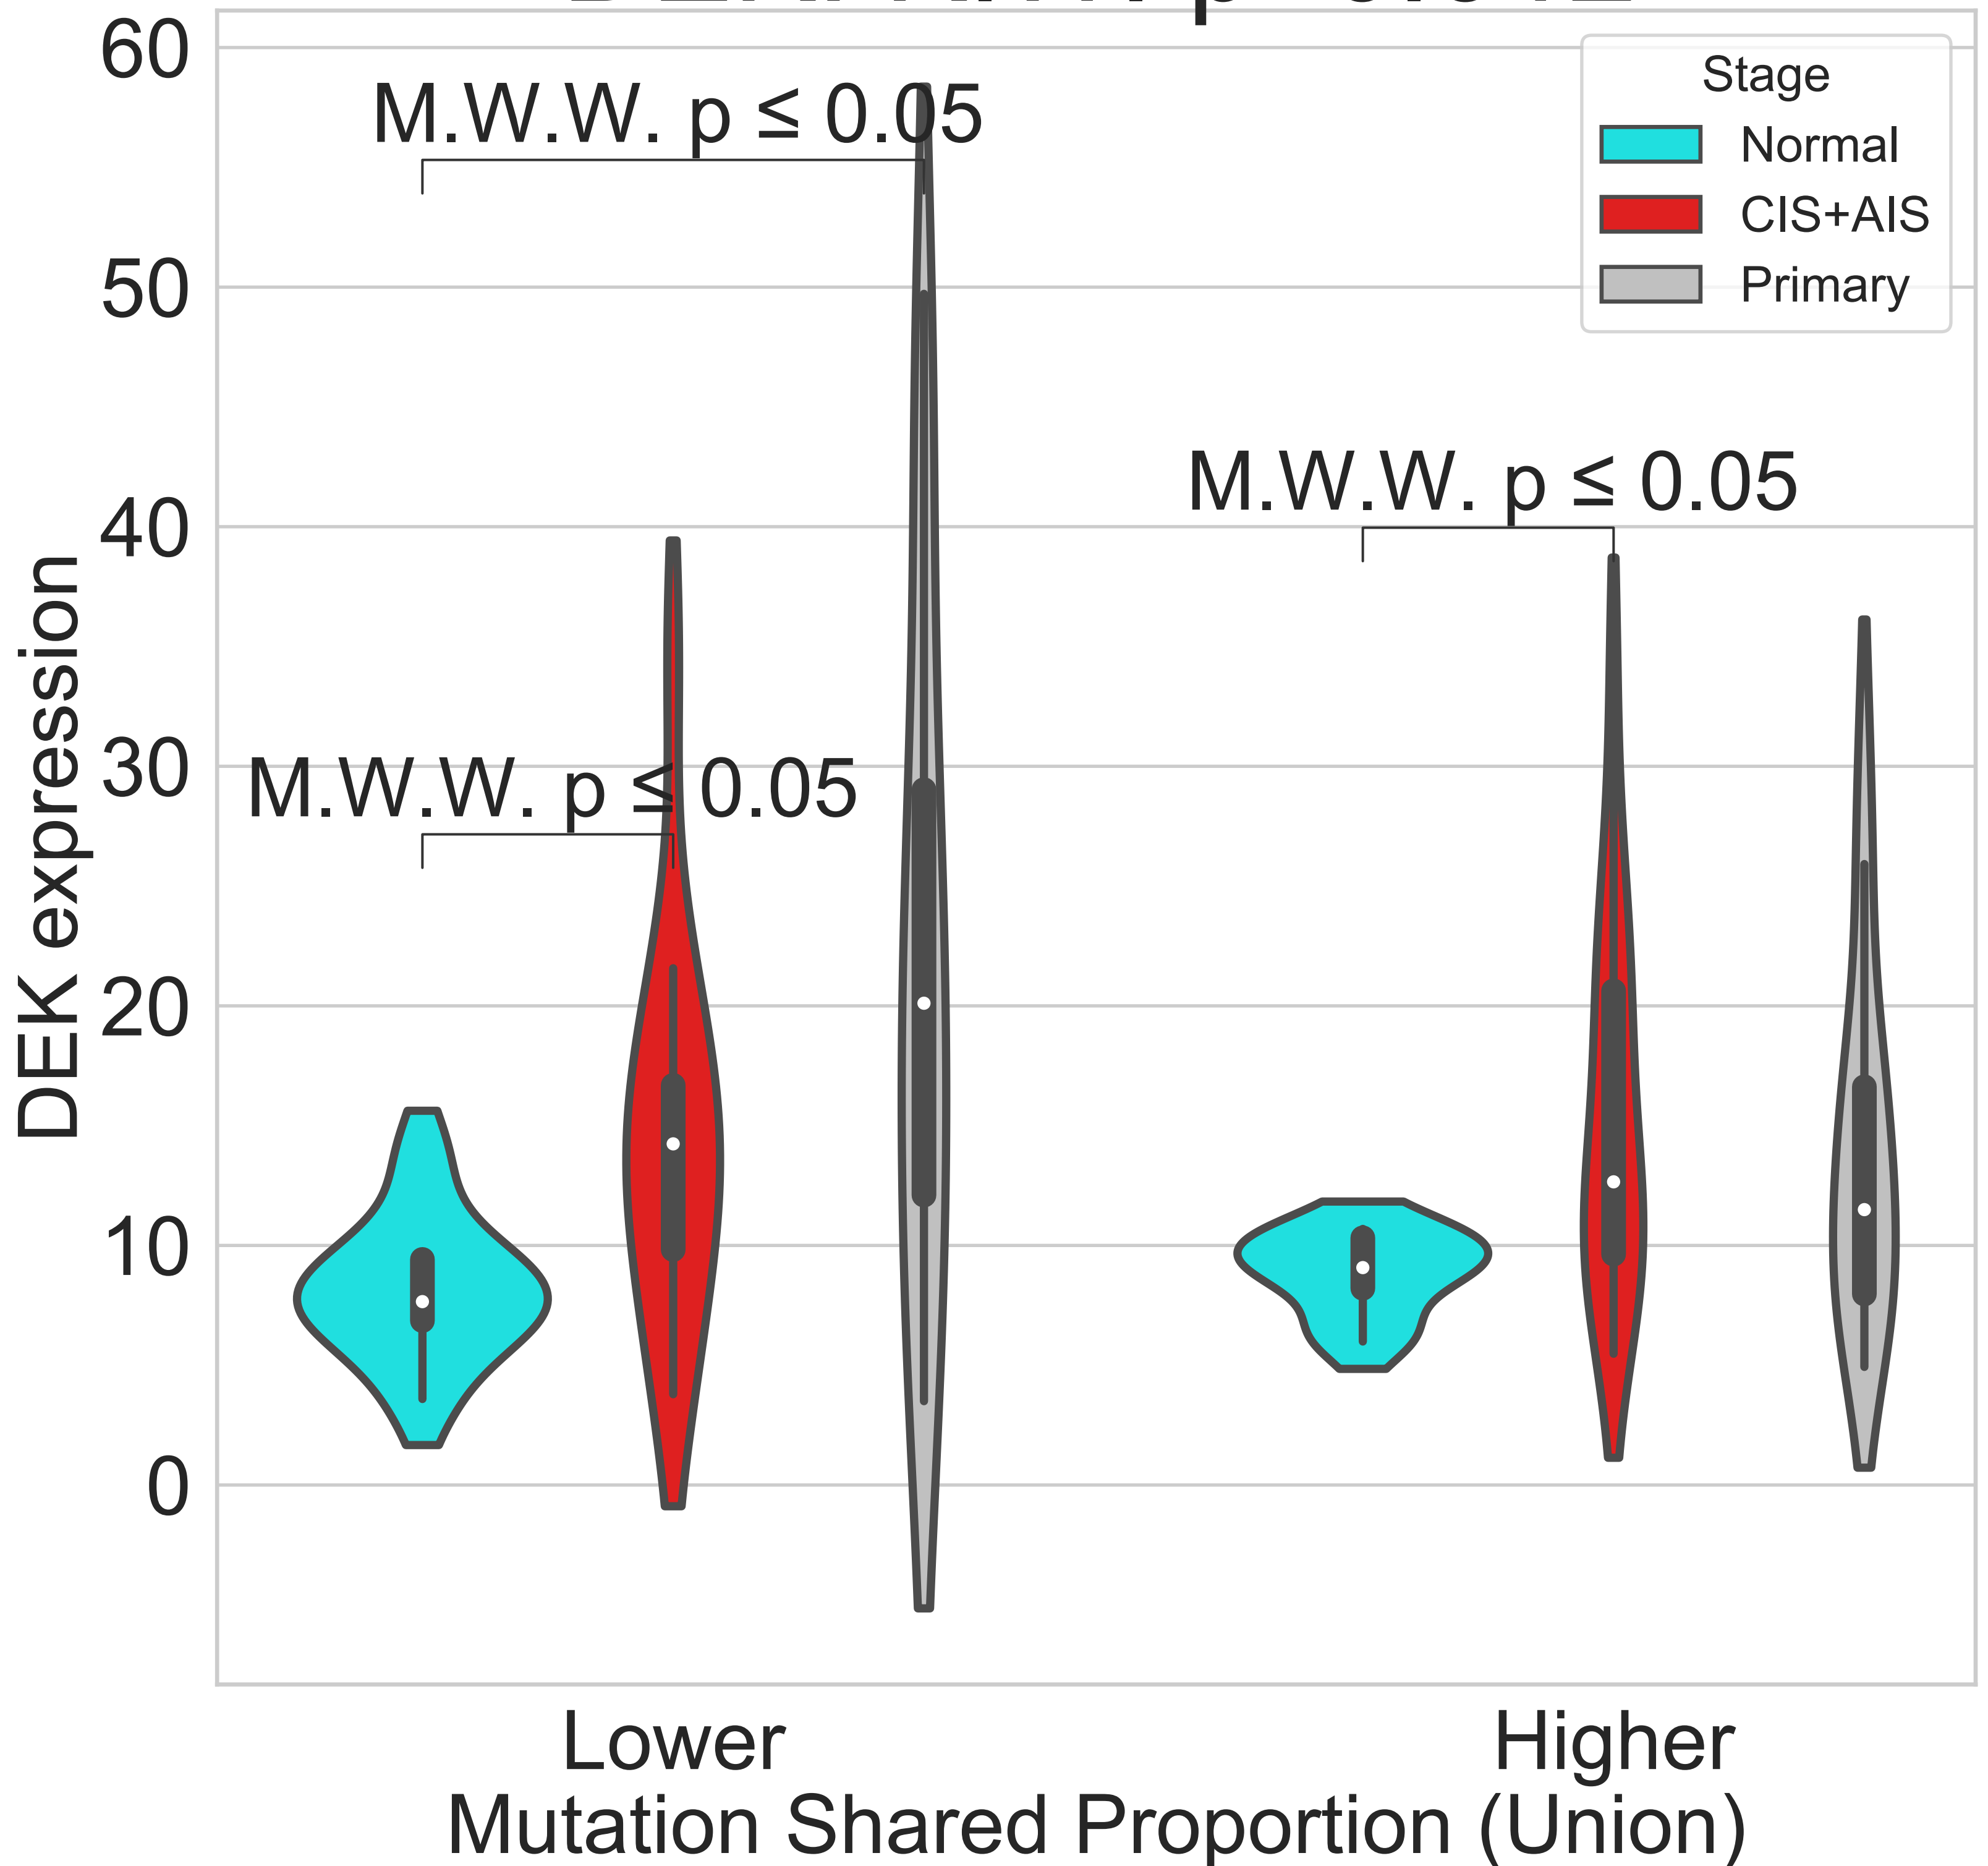 60
M.W.W. p ≤ 0.05
Stage
Normal
CIS+AIS
Primary
50
M.W.W. p ≤ 0.05
40
30
M.W.W. p ≤ 0.05
20
10
0
DEK expression
Lower
Higher
Mutation Shared Proportion (Union)